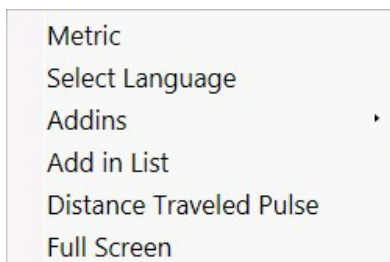 Metric
Select Language
Addins
Add in List
Distance Traveled Pulse
Full Screen